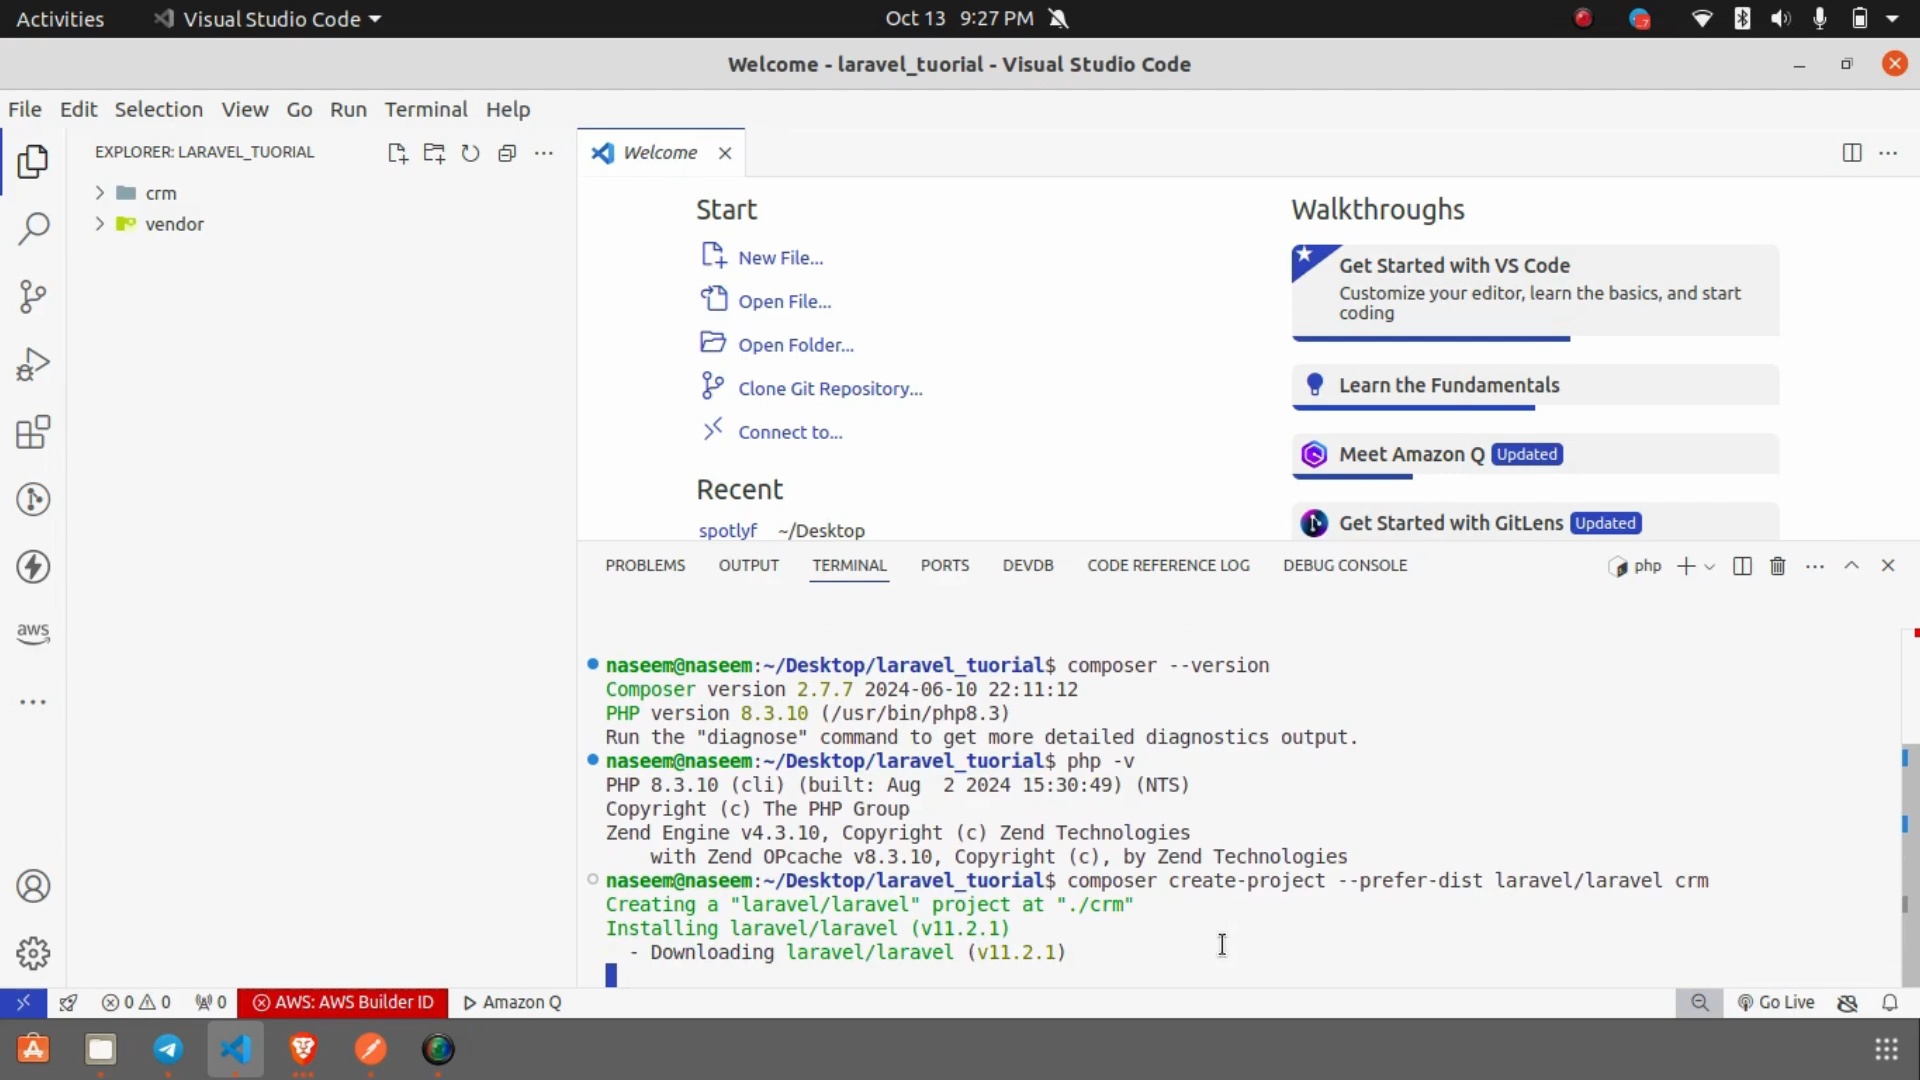 Activities
Visual Studio Code
Oct 13 9:27 PM
7
Welcome - laravel_tuorial - Visual Studio Code
File Edit Selection View Go Run Terminal Help
EXPLORER: LARAVEL_TUORIAL
crm
vendor
Welcome
Start
New File...
Open File...
Open Folder...
Clone Git Repository...
Connect to...
Recent
spotlyf ~/Desktop
Walkthroughs
Get Started with VS Code
Customize your editor, learn the basics, and start
coding
Learn the Fundamentals
Meet Amazon Q Updated
Get Started with GitLens Updated
PROBLEMS OUTPUT TERMINAL PORTS DEVDB CODE REFERENCE LOG DEBUG CONSOLE
php
naseem@naseem:~/Desktop/laravel_tuorial$ composer --version
Composer version 2.7.7 2024-06-10 22:11:12
PHP version 8.3.10 (/usr/bin/php8.3)
Run the "diagnose" command to get more detailed diagnostics output.
naseem@naseem:~/Desktop/laravel_tuorial$ php -v
PHP 8.3.10 (cli) (built: Aug  2 2024 15:30:49) (NTS)
Copyright (c) The PHP Group
Zend Engine v4.3.10, Copyright (c) Zend Technologies
    with Zend OPcache v8.3.10, Copyright (c), by Zend Technologies
naseem@naseem:~/Desktop/laravel_tuorial$ composer create-project --prefer-dist laravel/laravel crm
Creating a "laravel/laravel" project at "./crm"
Installing laravel/laravel (v11.2.1)
  - Downloading laravel/laravel (v11.2.1)
aws
0 0 0 AWS: AWS Builder ID Amazon Q
Go Live